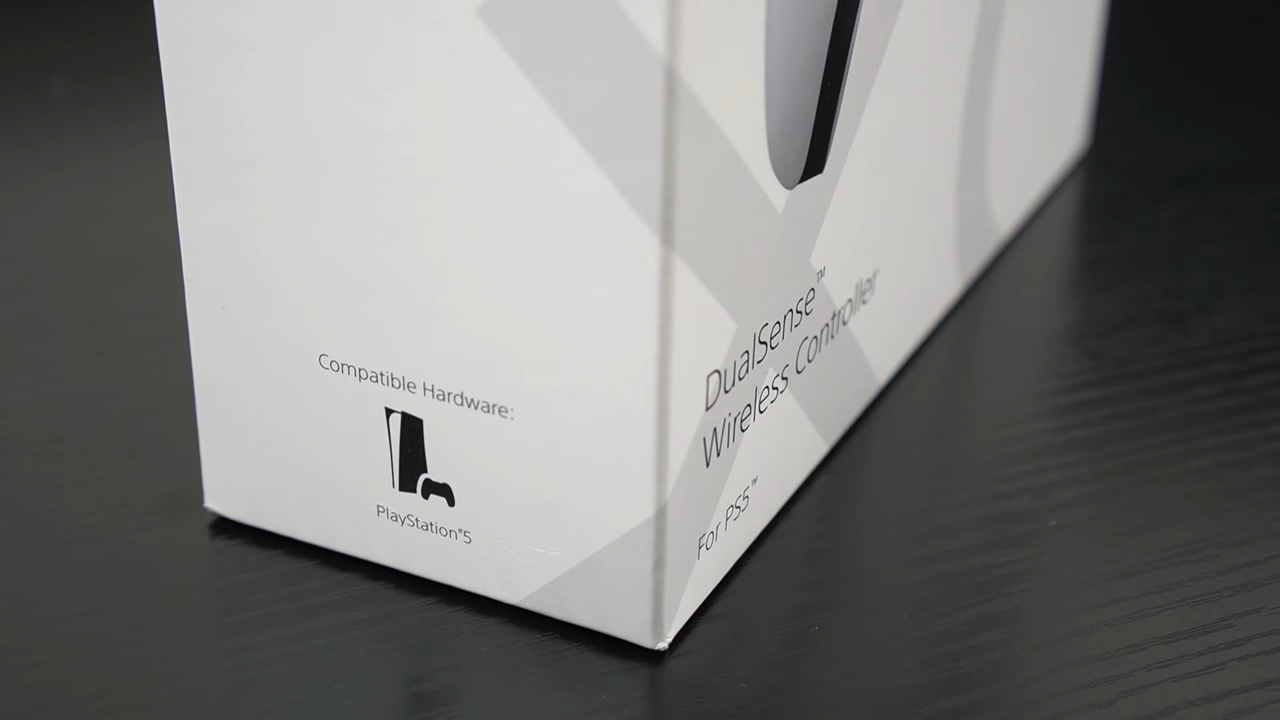 Compatible Hardware:
PlayStation®5
DualSense™
Wireless Controller
For PS5™